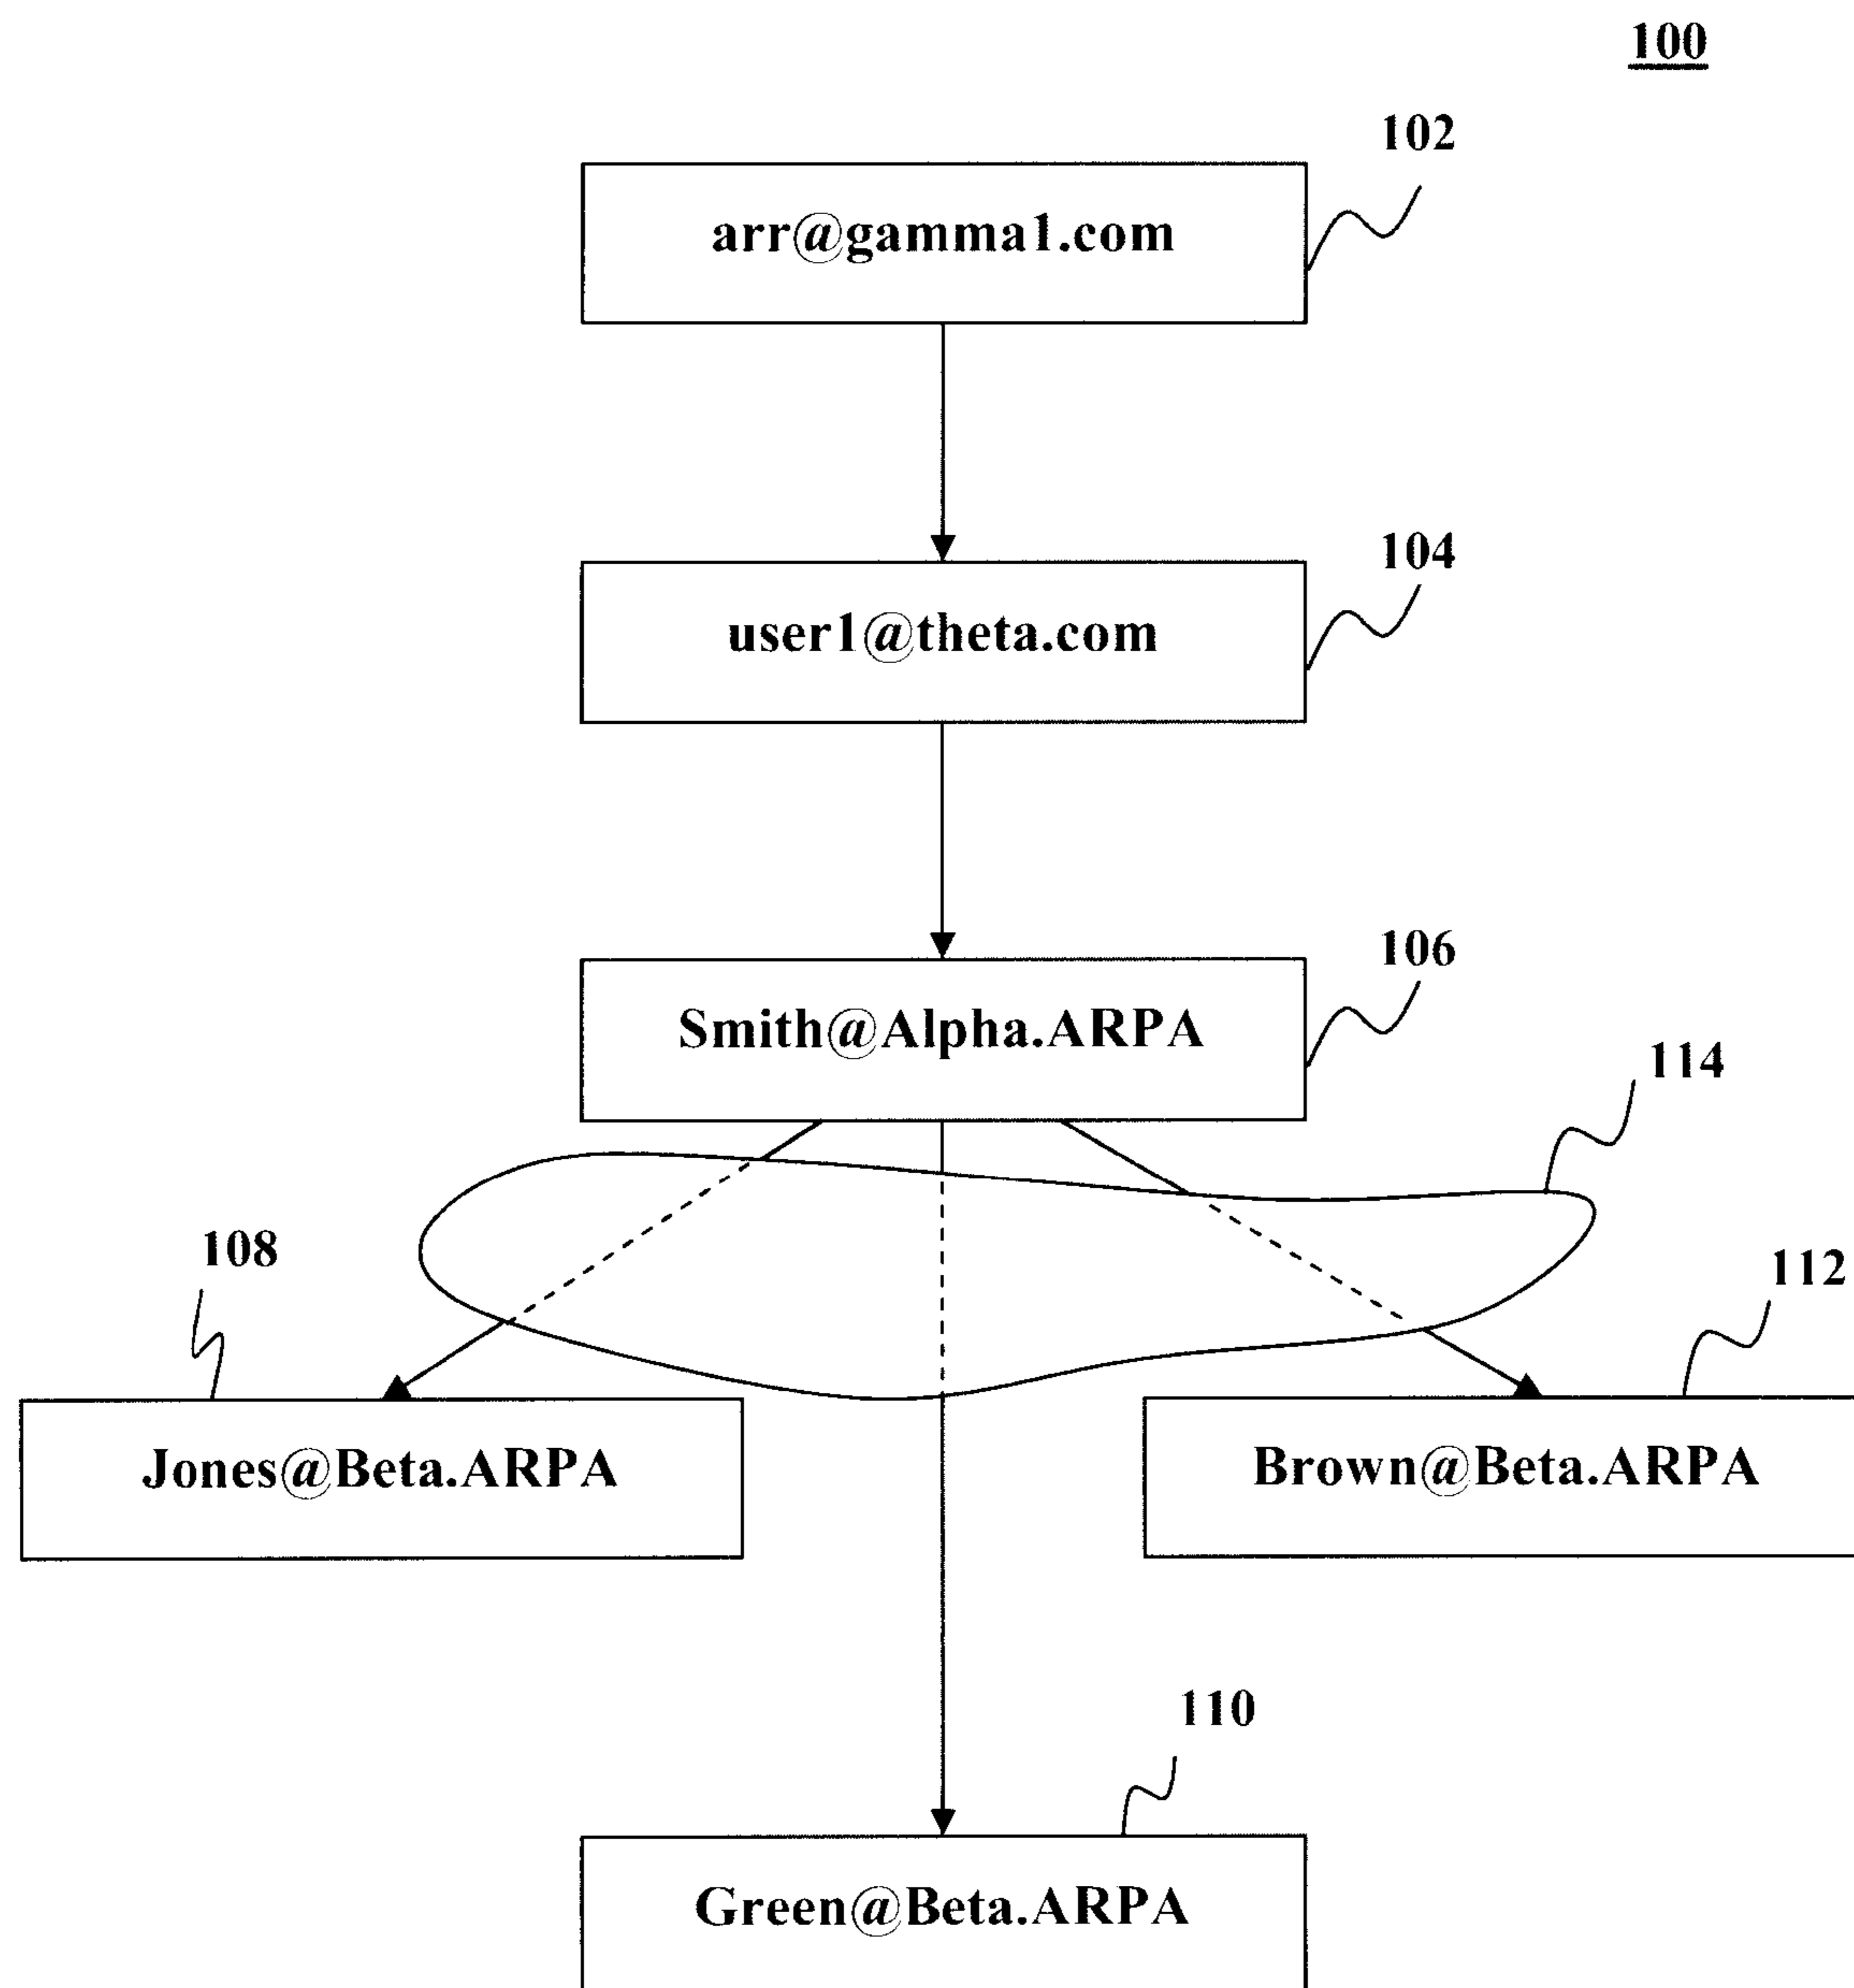 100
102
arr@gamma1.com
104
user1@theta.com
106
Smith@Alpha.ARPA
114
108
112
Jones@Beta.ARPA
Brown@Beta.ARPA
110
Green@Beta.ARPA